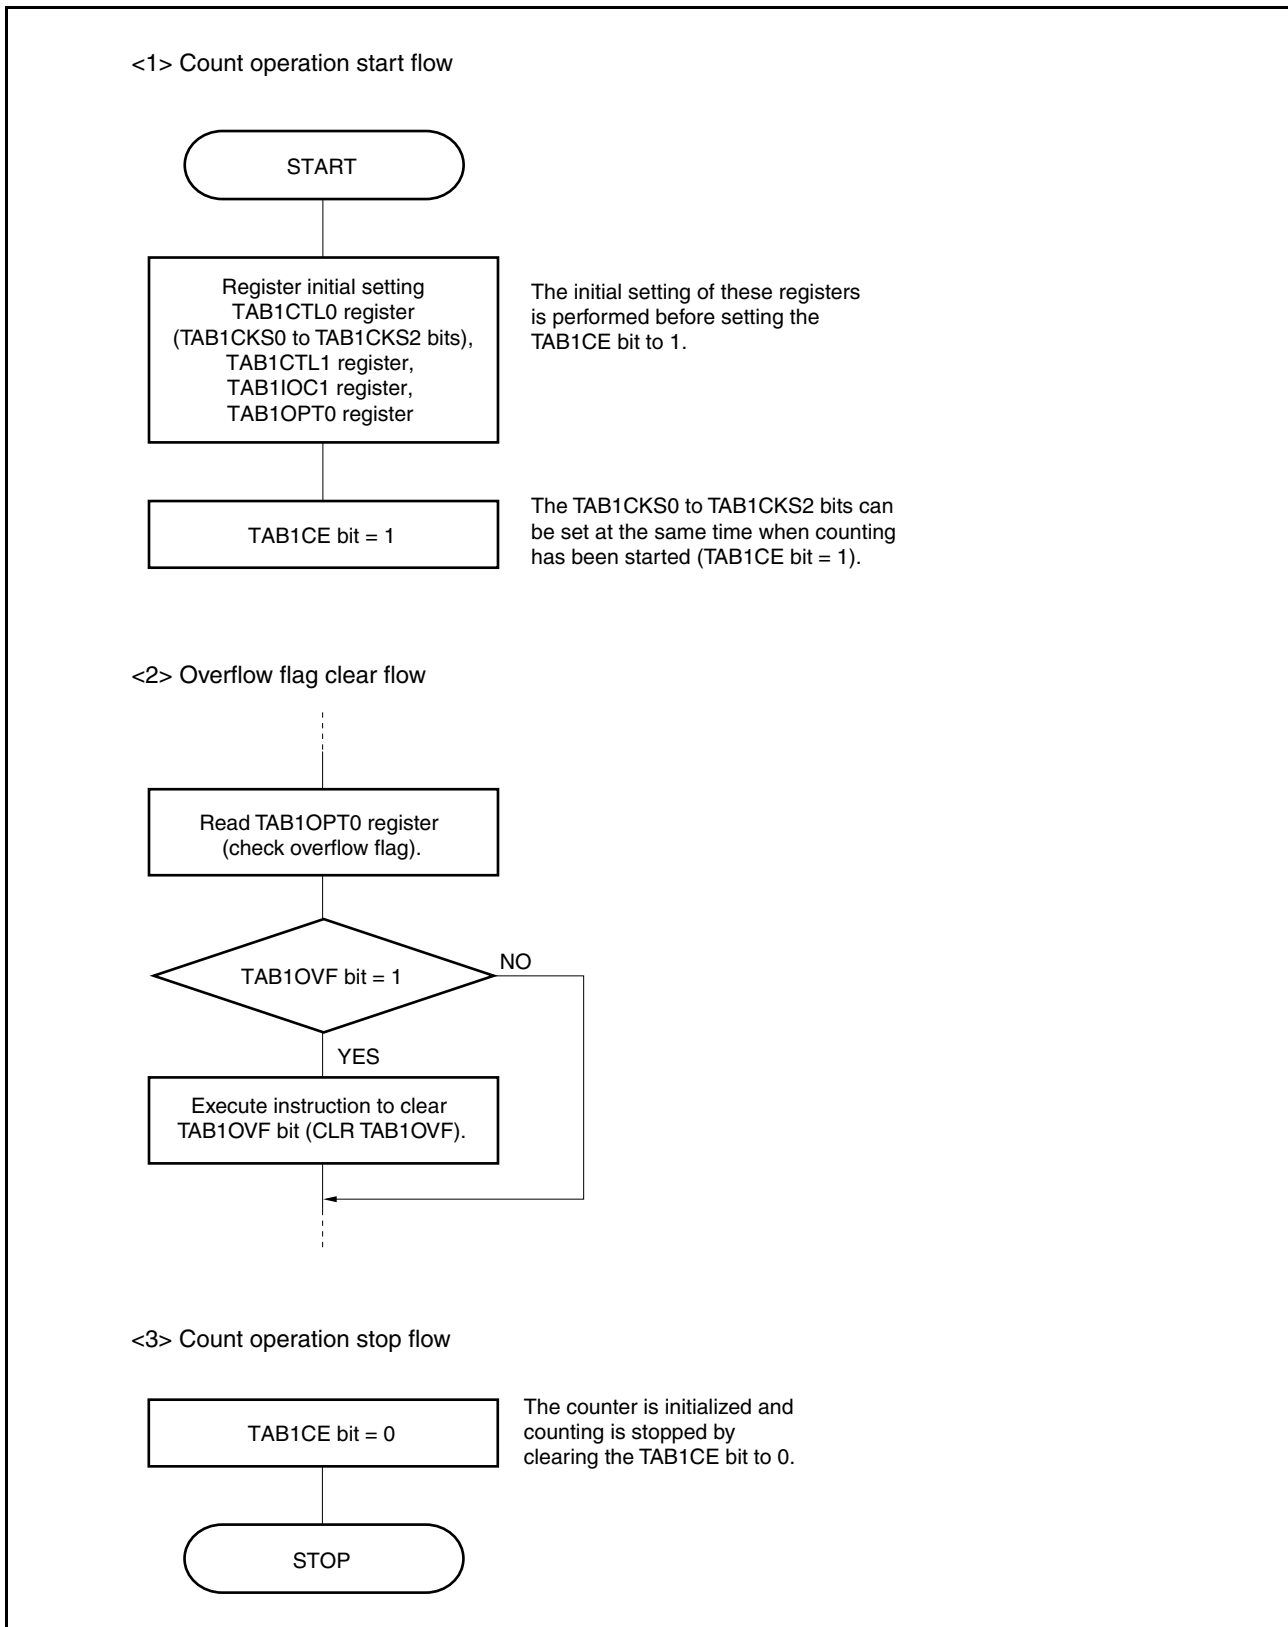 <1> Count operation start flow
START
Register initial setting
TAB1CTL0 register
(TAB1CKS0 to TAB1CKS2 bits),
TAB1CTL1 register,
TAB1IOC1 register,
TAB1OPT0 register
The initial setting of these registers
is performed before setting the
TAB1CE bit to 1.
TAB1CE bit = 1
The TAB1CKS0 to TAB1CKS2 bits can
be set at the same time when counting
has been started (TAB1CE bit = 1).
<2> Overflow flag clear flow
Read TAB1OPT0 register
(check overflow flag).
TAB1OVF bit = 1
NO
YES
Execute instruction to clear
TAB1OVF bit (CLR TAB1OVF).
<3> Count operation stop flow
TAB1CE bit = 0
The counter is initialized and
counting is stopped by
clearing the TAB1CE bit to 0.
STOP